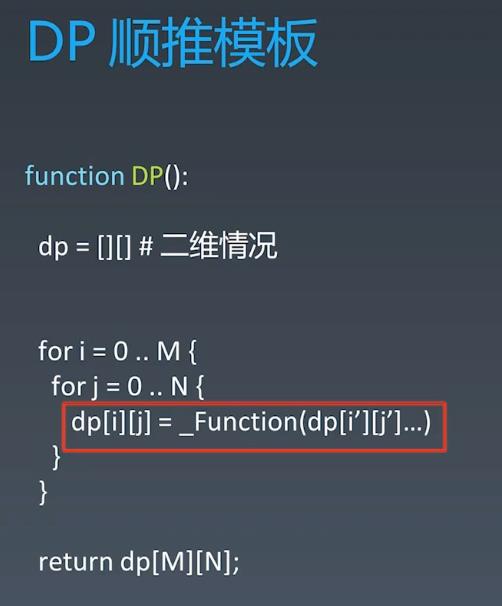 DP 顺推模板
function DP():
dp = [][] # 二维情况
for i = 0 .. M {
for j = 0 .. N {
dp[i][j] = _Function(dp[i’][j’]...)
}
}
return dp[M][N];